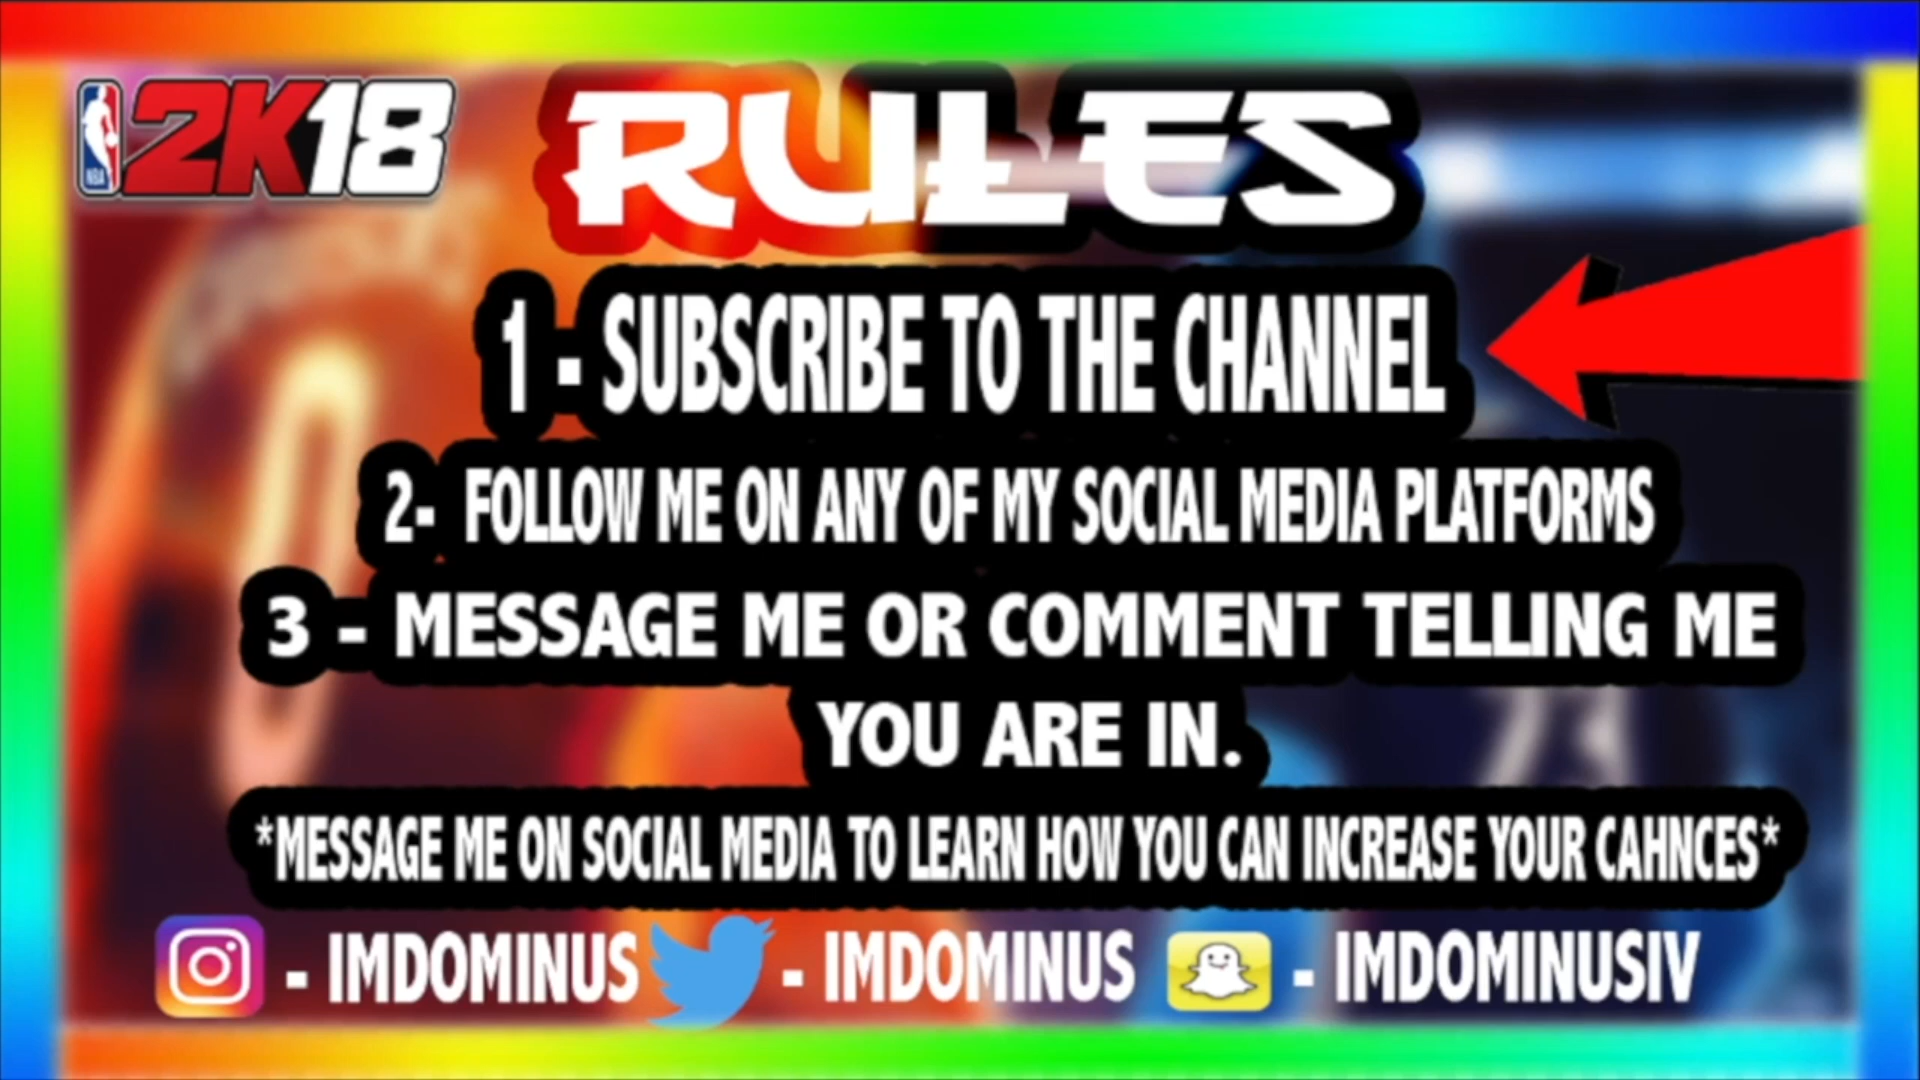 NBA 2K18 RULES
1 - SUBSCRIBE TO THE CHANNEL
2- FOLLOW ME ON ANY OF MY SOCIAL MEDIA PLATFORMS
3 - MESSAGE ME OR COMMENT TELLING ME
YOU ARE IN.
*MESSAGE ME ON SOCIAL MEDIA TO LEARN HOW YOU CAN INCREASE YOUR CAHNCES*
- IMDOMINUS - IMDOMINUS - IMDOMINUSIV